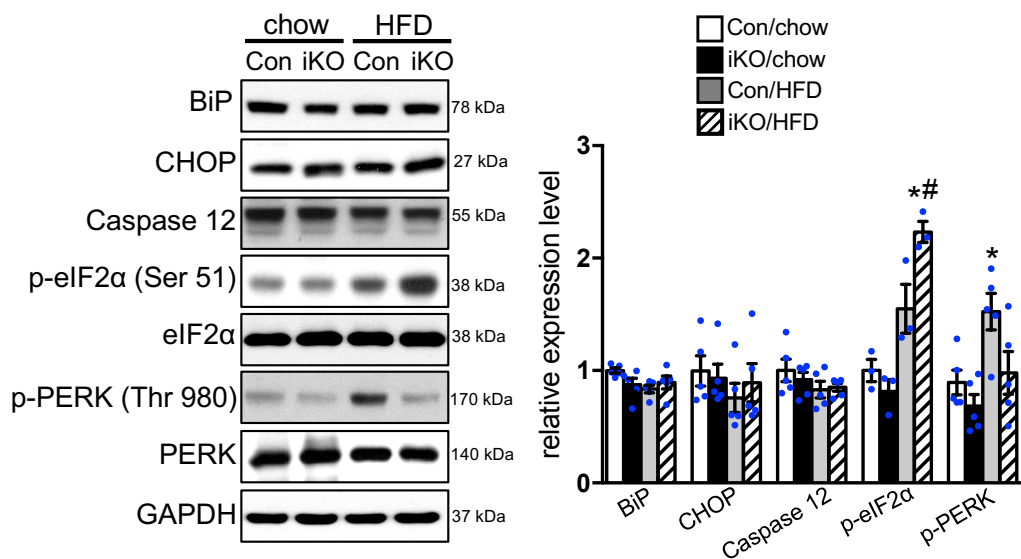 chow HFD
Con iKO Con iKO
BiP 78 kDa
CHOP 27 kDa
Caspase 12 55 kDa
p-eIF2α (Ser 51) 38 kDa
eIF2α 38 kDa
p-PERK (Thr 980) 170 kDa
PERK 140 kDa
GAPDH 37 kDa
Con/chow
iKO/chow
Con/HFD
iKO/HFD
relative expression level
3
2
1
0
*#
*
BiP
CHOP
Caspase 12
p-eIF2α
p-PERK